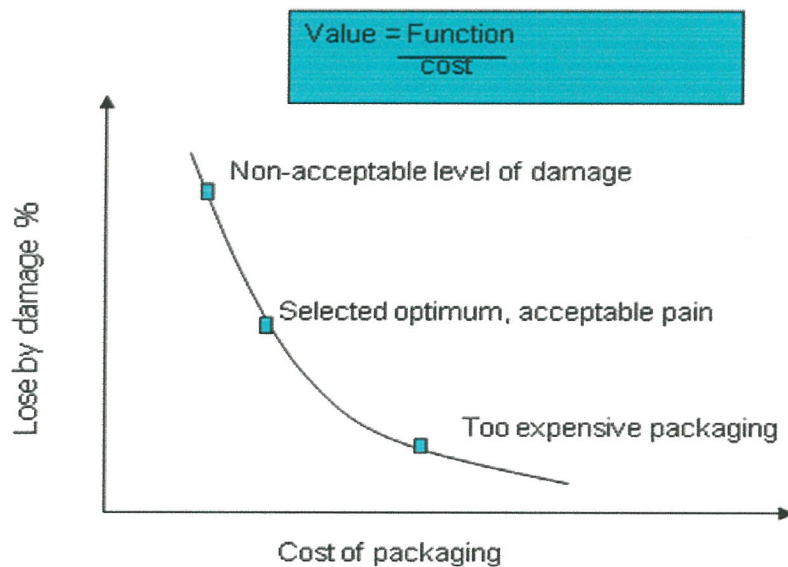 Value = Function
cost
Non-acceptable level of damage
Selected optimum, acceptable pain
Too expensive packaging
Lose by damage %
Cost of packaging